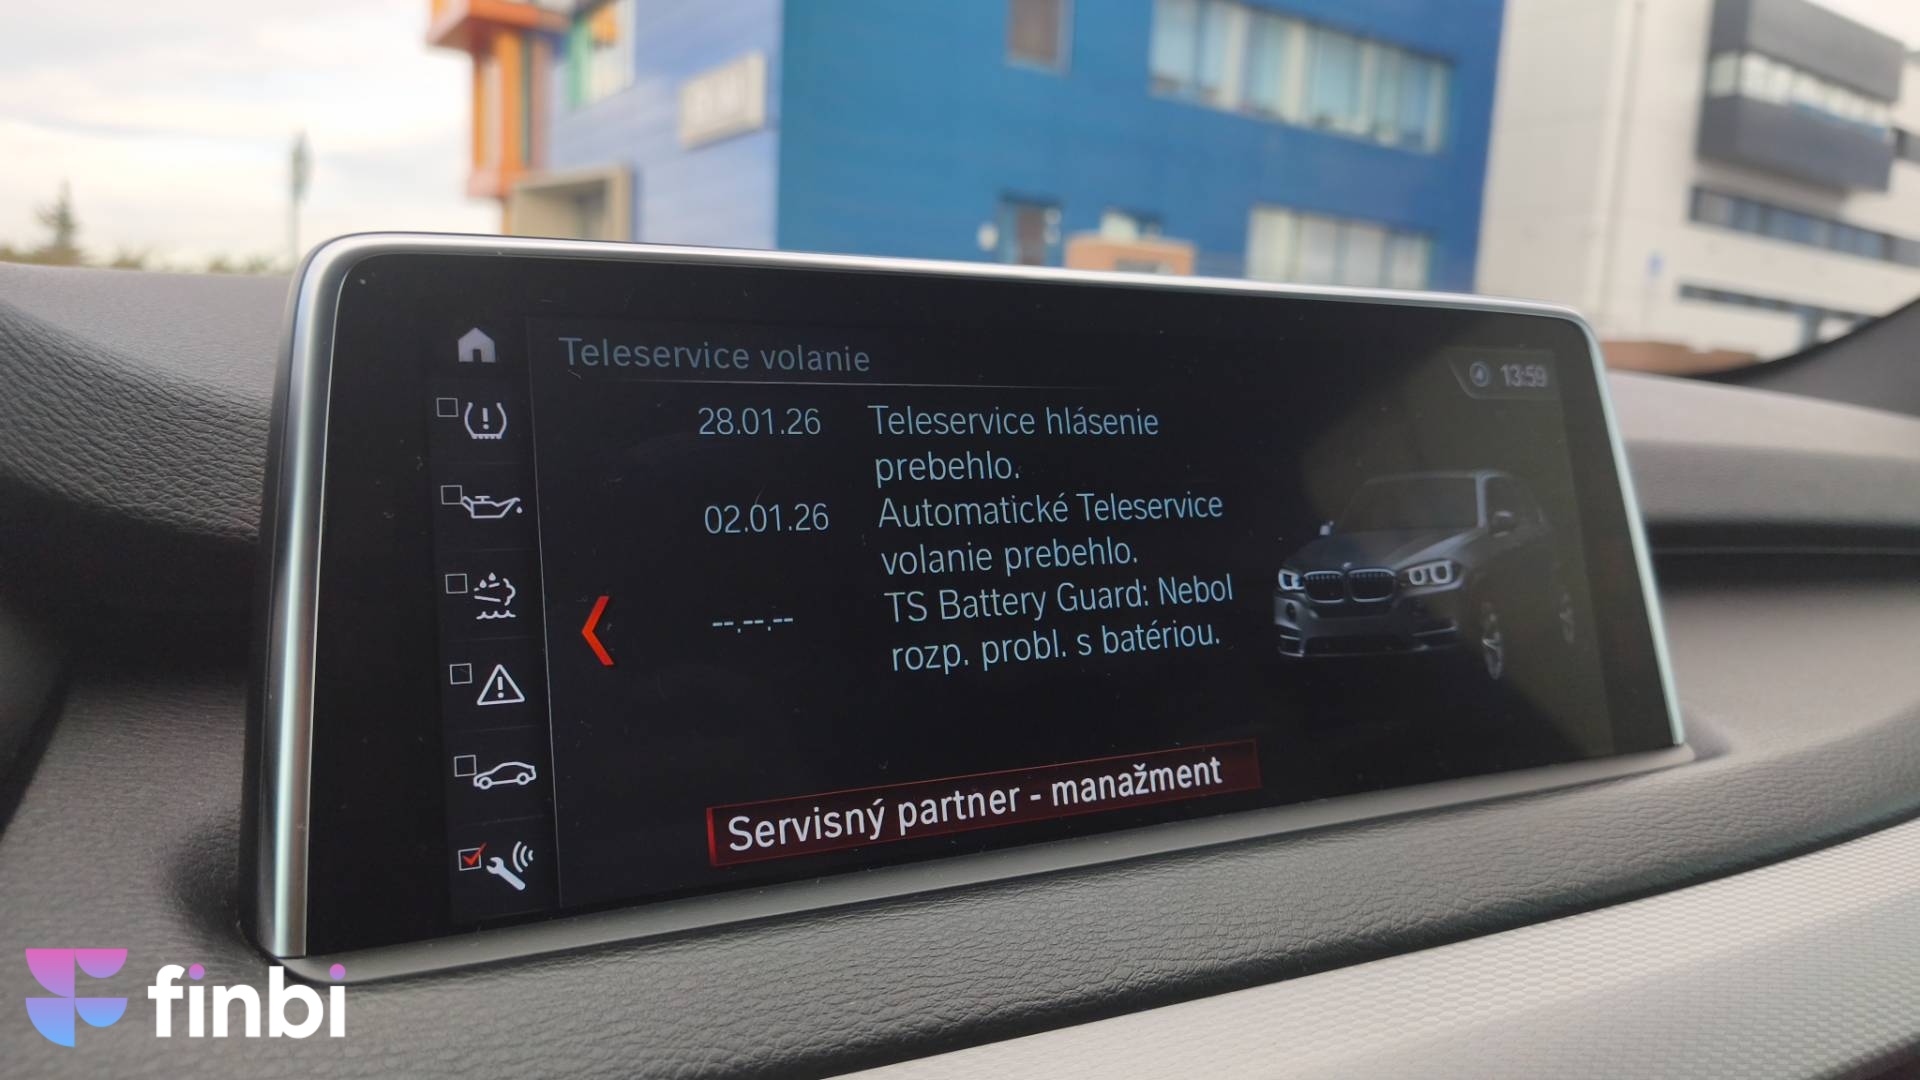 Teleservice volanie
13:59
28.01.26 Teleservice hlásenie
prebehlo.
02.01.26 Automatické Teleservice
volanie prebehlo.
--.--.-- TS Battery Guard: Nebol
rozp. probl. s batériou.
Servisný partner - manažment
finbi